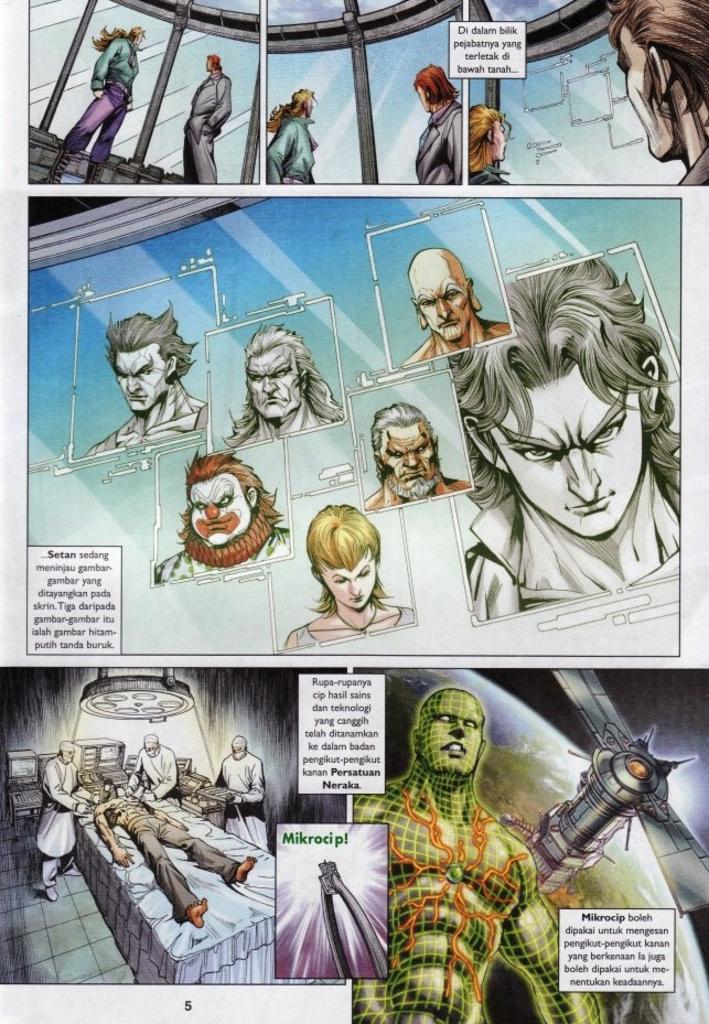 Di dalam bilik
pejabatnya yang
terletak di
bawah tanah...
...Setan sedang
meninjau gambar-
gambar yang
ditayangkan pada
skrin. Tiga daripada
gambar-gambar itu
ialah gambar hitam-
putih tanda buruk.
Rupa-rupanya
cip hasil sains
dan teknologi
yang canggih
telah ditanamkan
ke dalam badan
pengikut-pengikut
kanan Persatuan
Neraka.
Mikrocip!
Mikrocip boleh
dipakai untuk mengesan
pengikut-pengikut kanan
yang berkenaan Ia juga
boleh dipakai untuk me-
nentukan keadaannya.
5